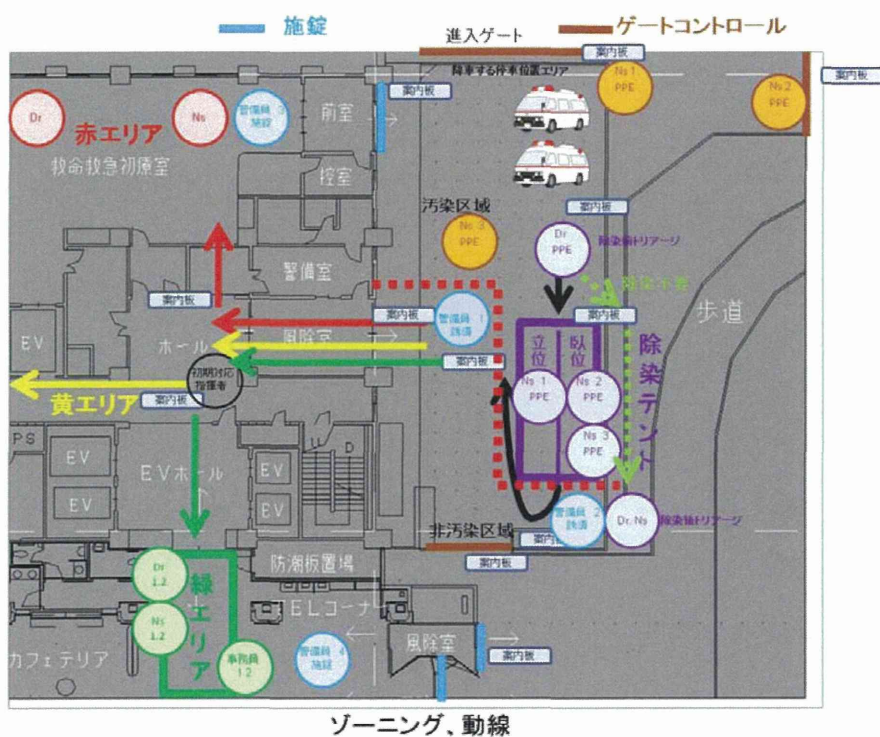 施錠
ゲートコントロール
進入ゲート
案内板
案内板
降車する停車位置エリア
Ns 1
PPE
Ns 2
PPE
Dr
Ns
警備員 3
施錠
前室
案内板
赤エリア
救命救急初療室
控室
汚染区域
案内板
Ns 3
PPE
Dr
PPE
除染前トリアージ
警備室
除染不要
歩道
案内板
案内板
警備員 1
誘導
案内板
EV
ホール
風除室
案内板
立位
臥位
除染テント
初期対応
指揮者
Ns 1
PPE
Ns 2
PPE
黄エリア
案内板
Ns 3
PPE
PS
EV
EV
EVホール
EV
EV
U
D
非汚染区域
警備員 2
誘導
Dr. Ns
案内板
防潮板置場
案内板
Dr
1.2
Ns
1.2
緑エリア
TELコーナ
カフェテリア
事務員
1 2
警備員 4
施錠
風除室
案内板
ゾーニング、動線